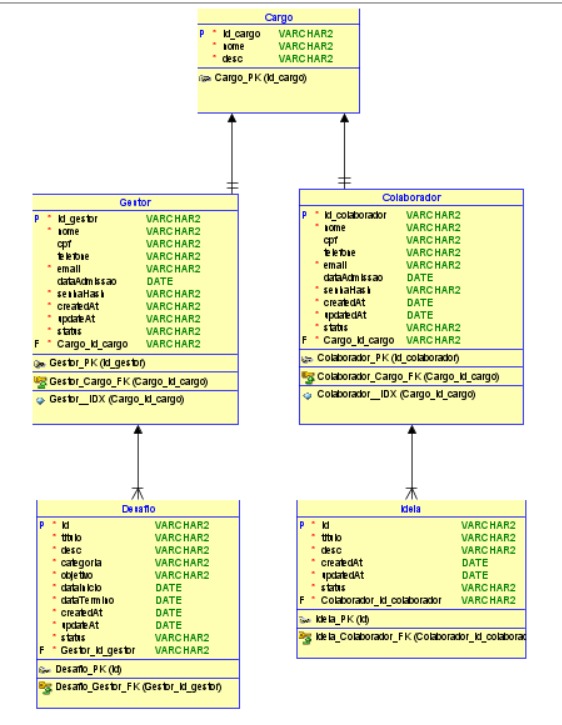 Cargo
P * Id_cargo VARCHAR2
* nome VARCHAR2
* desc VARCHAR2
Cargo_PK (Id_cargo)
Gestor
P * Id_gestor VARCHAR2
* nome VARCHAR2
cpf VARCHAR2
telefone VARCHAR2
* email VARCHAR2
dataAdmissao DATE
* senhaHash VARCHAR2
* createdAt VARCHAR2
* updateAt VARCHAR2
* status VARCHAR2
F * Cargo_Id_cargo VARCHAR2
Gestor_PK (Id_gestor)
Gestor_Cargo_FK (Cargo_Id_cargo)
Gestor__IDX (Cargo_Id_cargo)
Colaborador
P * Id_colaborador VARCHAR2
* nome VARCHAR2
cpf VARCHAR2
telefone VARCHAR2
* email VARCHAR2
dataAdmissao DATE
* senhaHash VARCHAR2
* createdAt DATE
* updatedAt DATE
* status VARCHAR2
F * Cargo_Id_cargo VARCHAR2
Colaborador_PK (Id_colaborador)
Colaborador_Cargo_FK (Cargo_Id_cargo)
Colaborador__IDX (Cargo_Id_cargo)
Desafio
P * Id VARCHAR2
* titulo VARCHAR2
* desc VARCHAR2
* categoria VARCHAR2
* objetivo VARCHAR2
* dataInicio DATE
* dataTermino DATE
* createdAt DATE
* updateAt DATE
* status VARCHAR2
F * Gestor_Id_gestor VARCHAR2
Desafio_PK (Id)
Desafio_Gestor_FK (Gestor_Id_gestor)
Ideia
P * Id VARCHAR2
* titulo VARCHAR2
* desc VARCHAR2
* createdAt DATE
* updatedAt DATE
* status VARCHAR2
F * Colaborador_Id_colaborador VARCHAR2
Ideia_PK (Id)
Ideia_Colaborador_FK (Colaborador_Id_colaborad